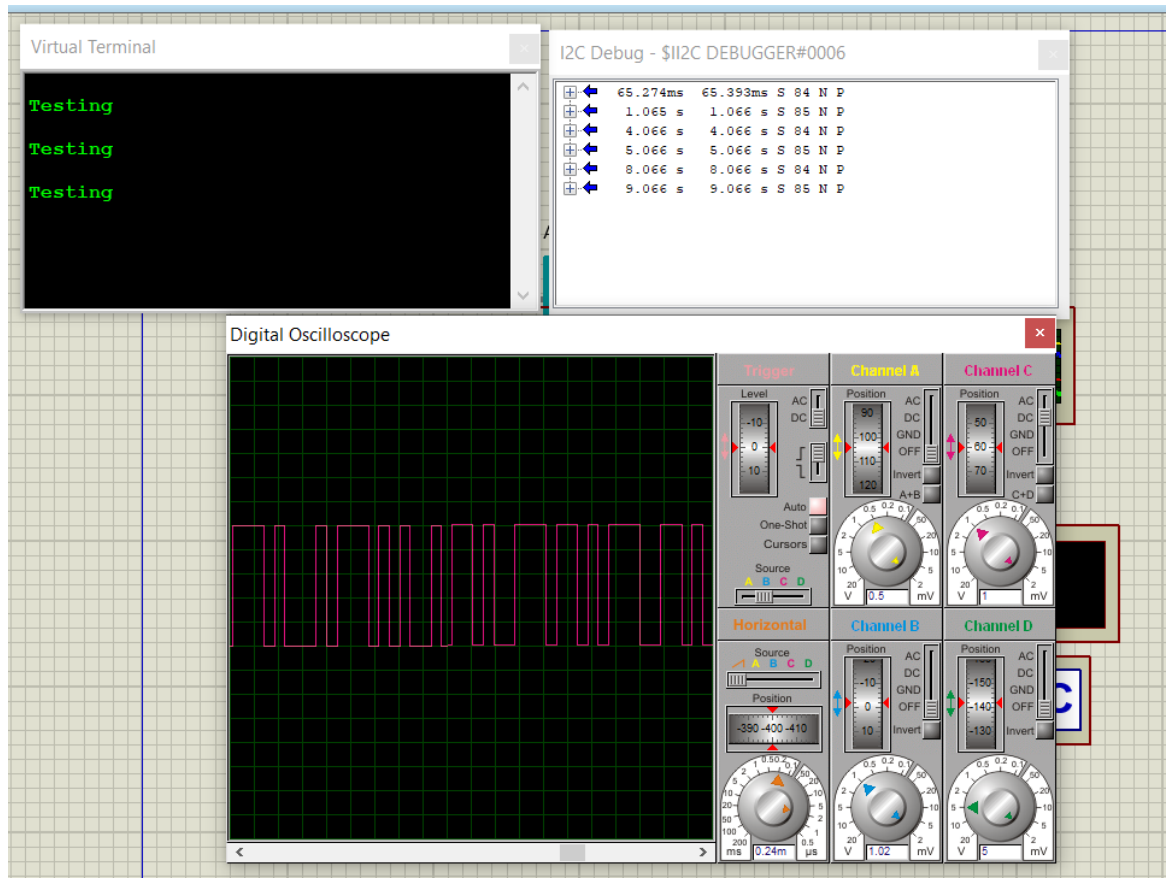 Virtual Terminal
Testing
Testing
Testing
I2C Debug - $II2C DEBUGGER#0006
65.274ms 65.393ms S 84 N P
1.065 s 1.066 s S 85 N P
4.066 s 4.066 s S 84 N P
5.066 s 5.066 s S 85 N P
8.066 s 8.066 s S 84 N P
9.066 s 9.066 s S 85 N P
Digital Oscilloscope
Trigger
Level
AC
DC
-10
0
10
Auto
One-Shot
Cursors
Source
A B C D
Channel A
Position
AC
DC
GND
OFF
90
100
110
120
Invert
A+B
V 0.5 mV
Channel C
Position
AC
DC
GND
OFF
50
60
70
Invert
C+D
V 1 mV
Horizontal
Source
A B C D
Position
-390 -400 -410
ms 0.24m µs
Channel B
Position
AC
DC
GND
OFF
-10
0
10
Invert
V 1.02 mV
Channel D
Position
AC
DC
GND
OFF
-150
-140
-130
Invert
V 5 mV
C